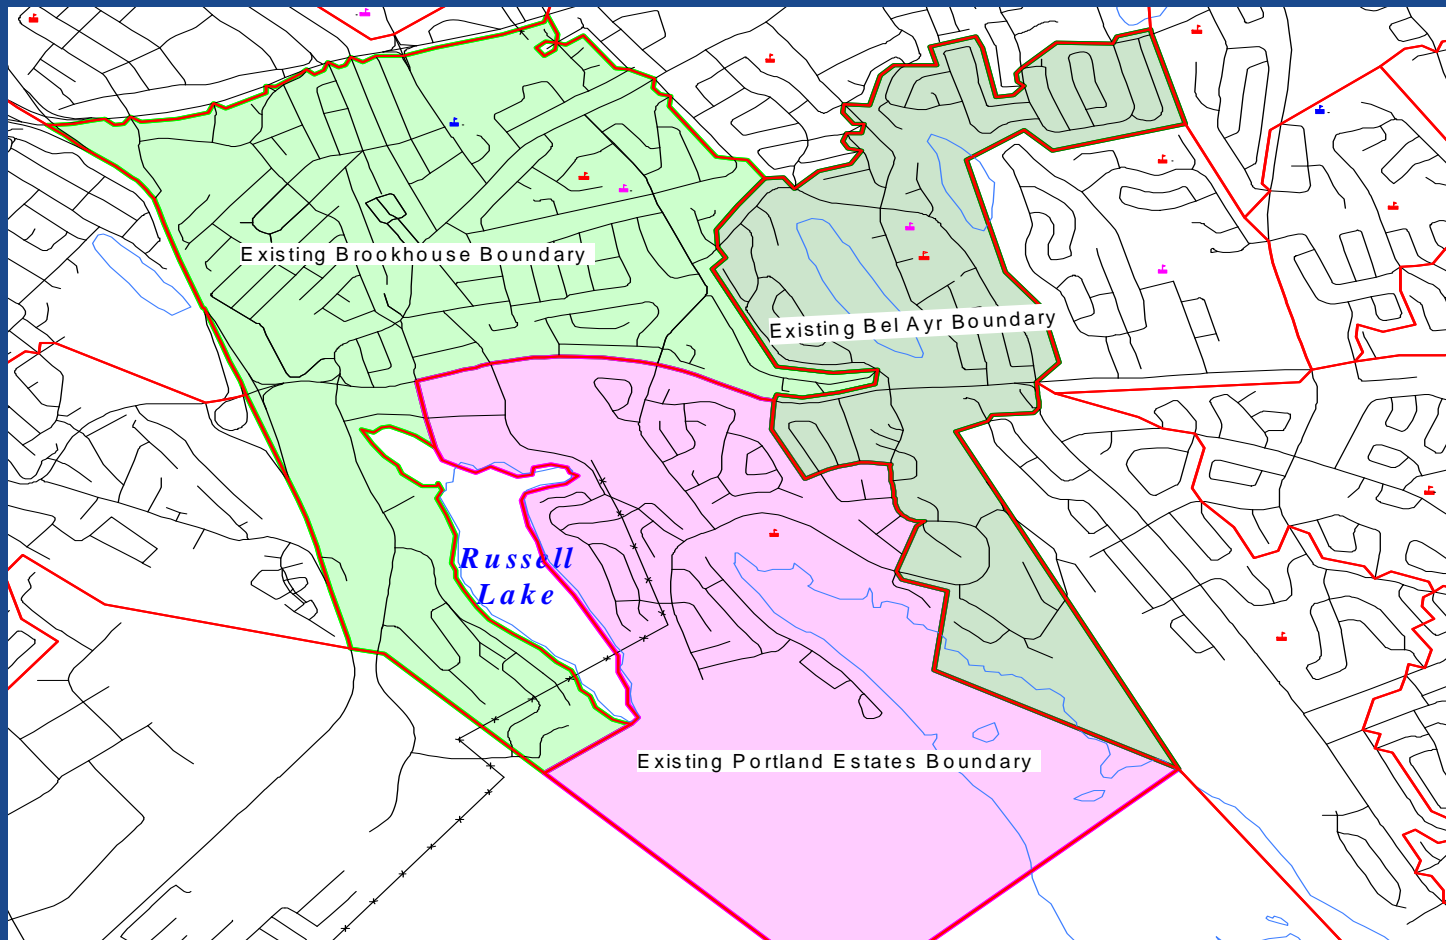 Existing Brookhouse Boundary
Existing Bel Ayr Boundary
Russell
Lake
Existing Portland Estates Boundary